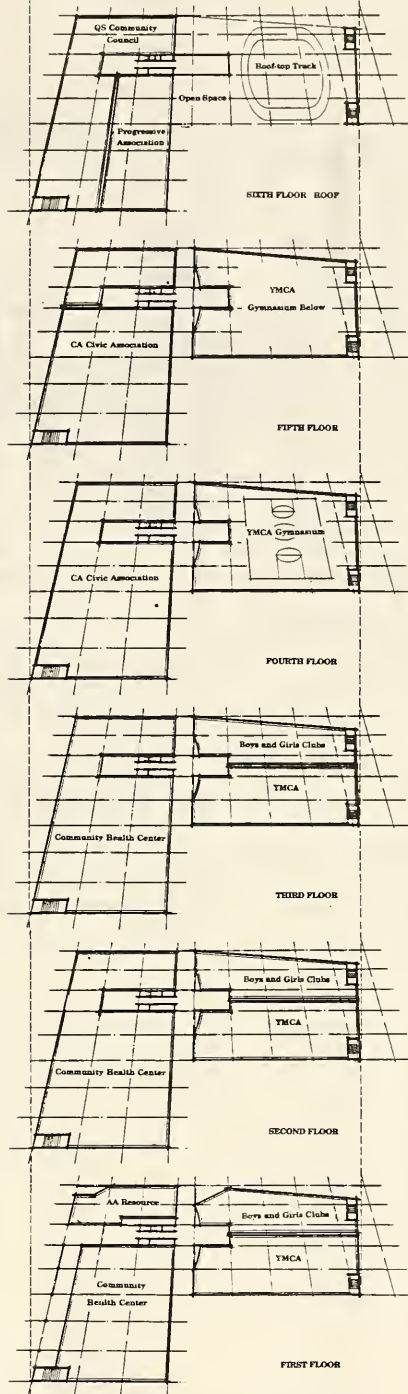 QS Community
Council
Roof-top Track
Open Space
Progressive
Association
SIXTH FLOOR ROOF
YMCA
Gymnasium Below
CA Civic Association
FIFTH FLOOR
YMCA Gymnasium
CA Civic Association
FOURTH FLOOR
Boys and Girls Clubs
YMCA
Community Health Center
THIRD FLOOR
Boys and Girls Clubs
YMCA
Community Health Center
SECOND FLOOR
AA Resource
Boys and Girls Clubs
YMCA
Community
Health Center
FIRST FLOOR